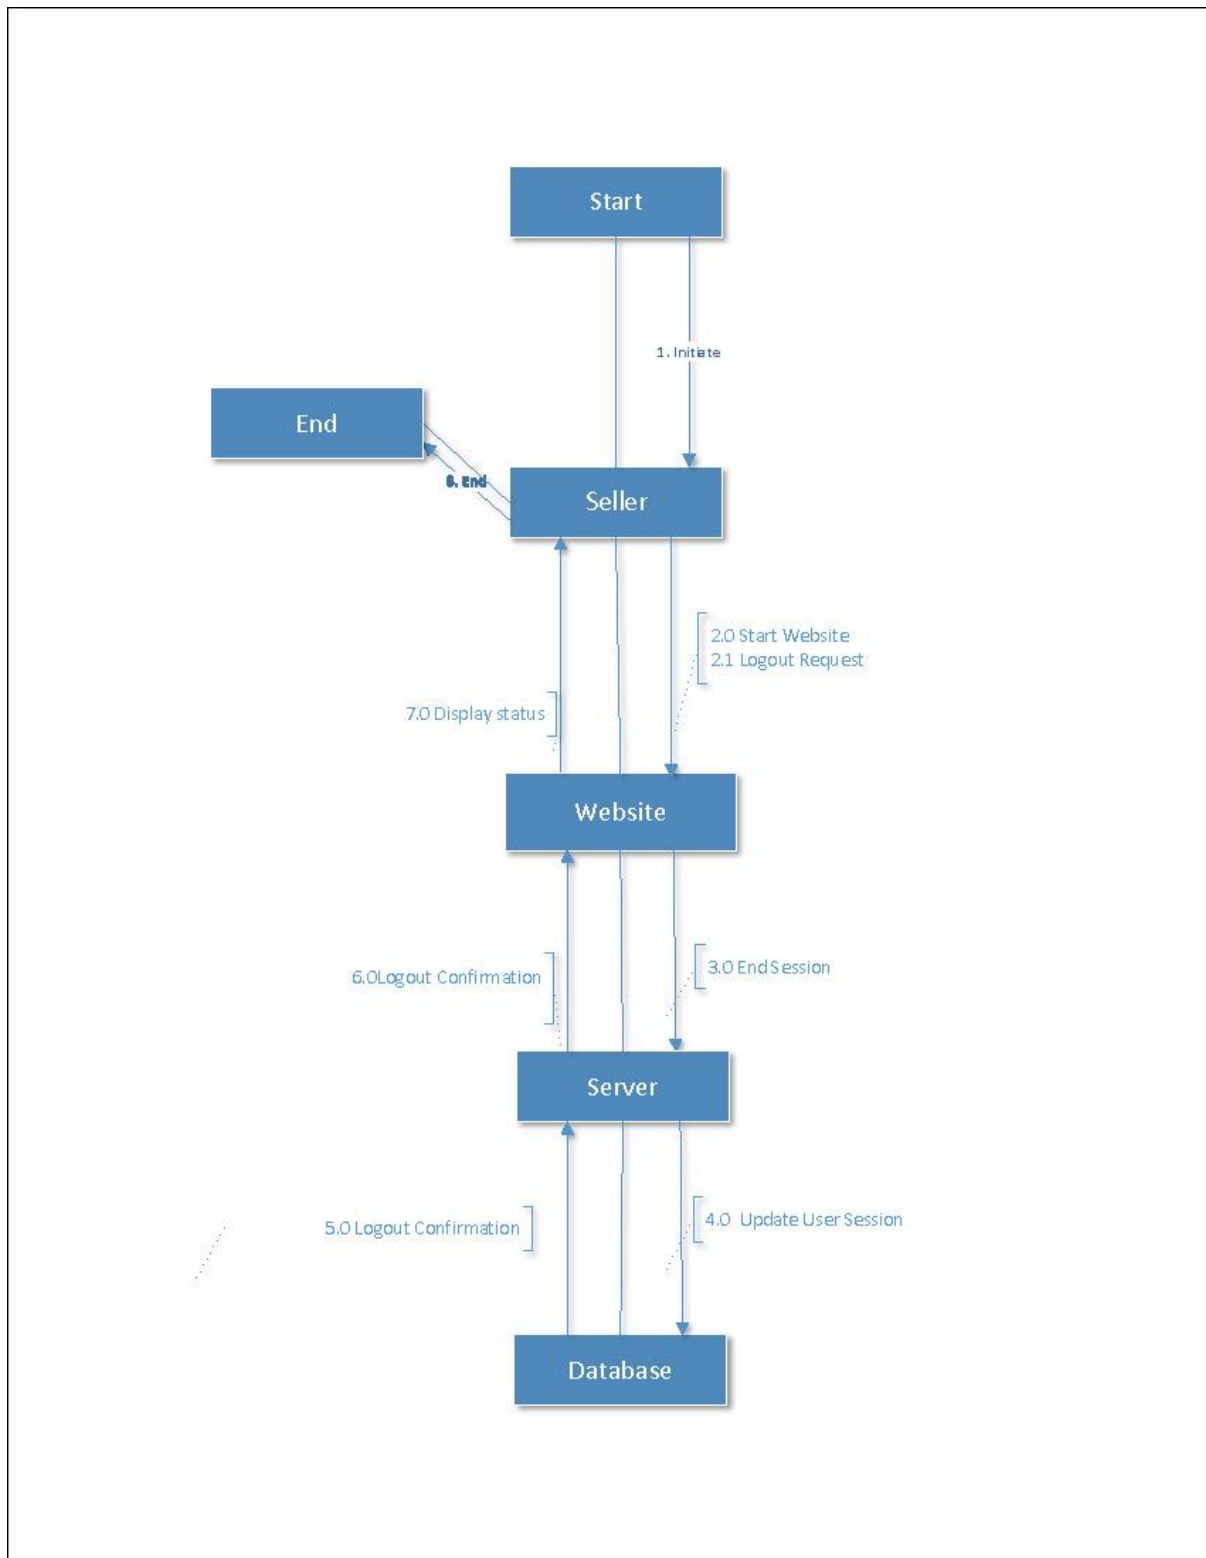 Start
1. Initiate
End
8. End
Seller
2.0 Start Website
2.1 Logout Request
7.0 Display status
Website
6.0Logout Confirmation
3.0 End Session
Server
5.0 Logout Confirmation
4.0 Update User Session
Database